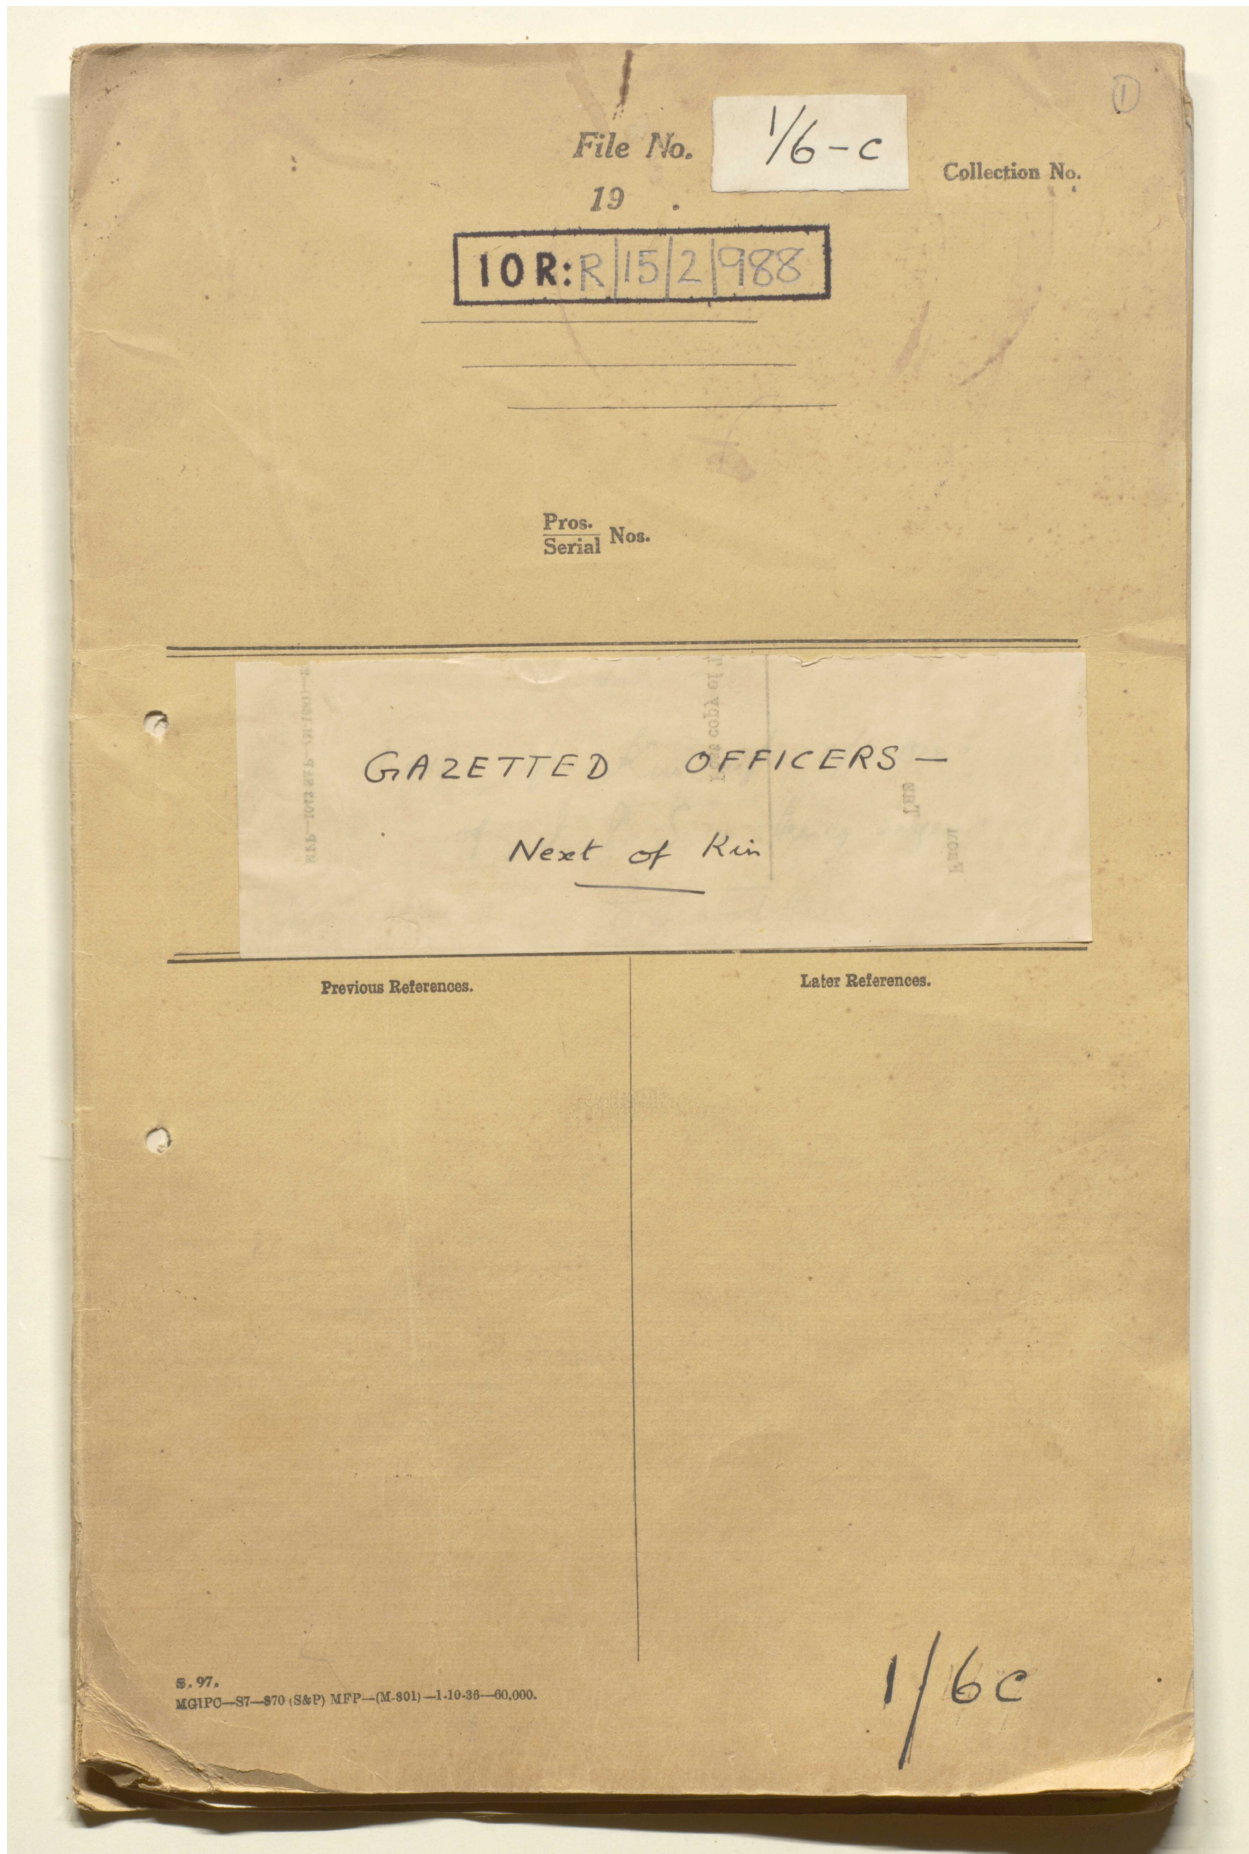 ①
File No. 1/6-C
Collection No.
19 .
IOR: R/15/2/988
Pros.
Serial Nos.
GAZETTED OFFICERS —
Next of Kin
Previous References.
Later References.
S. 97.
MGIPC—S7—870 (S&P) MFP—(M-801)—1-10-36—60,000.
1/6C